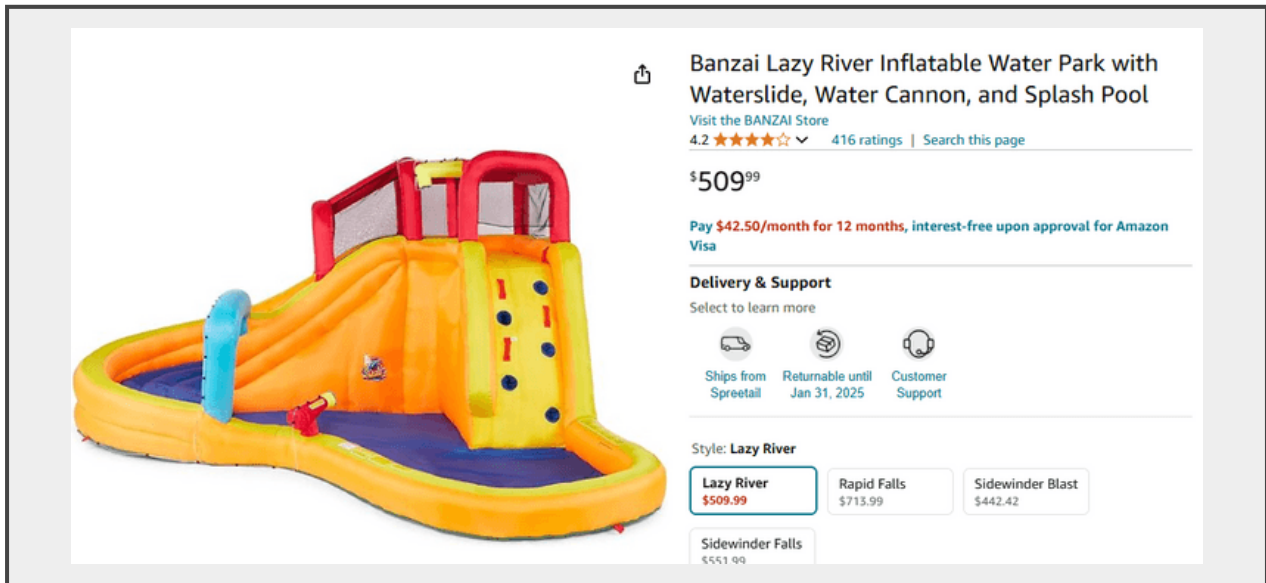 Banzai Lazy River Inflatable Water Park with
Waterslide, Water Cannon, and Splash Pool
Visit the BANZAI Store
4.2 416 ratings | Search this page
$509.99
Pay $42.50/month for 12 months, interest-free upon approval for Amazon
Visa
Delivery & Support
Select to learn more
Ships from Returnable until Customer
Spreetail Jan 31, 2025 Support
Style: Lazy River
Lazy River Rapid Falls Sidewinder Blast
$509.99 $713.99 $442.42
Sidewinder Falls
$551.99